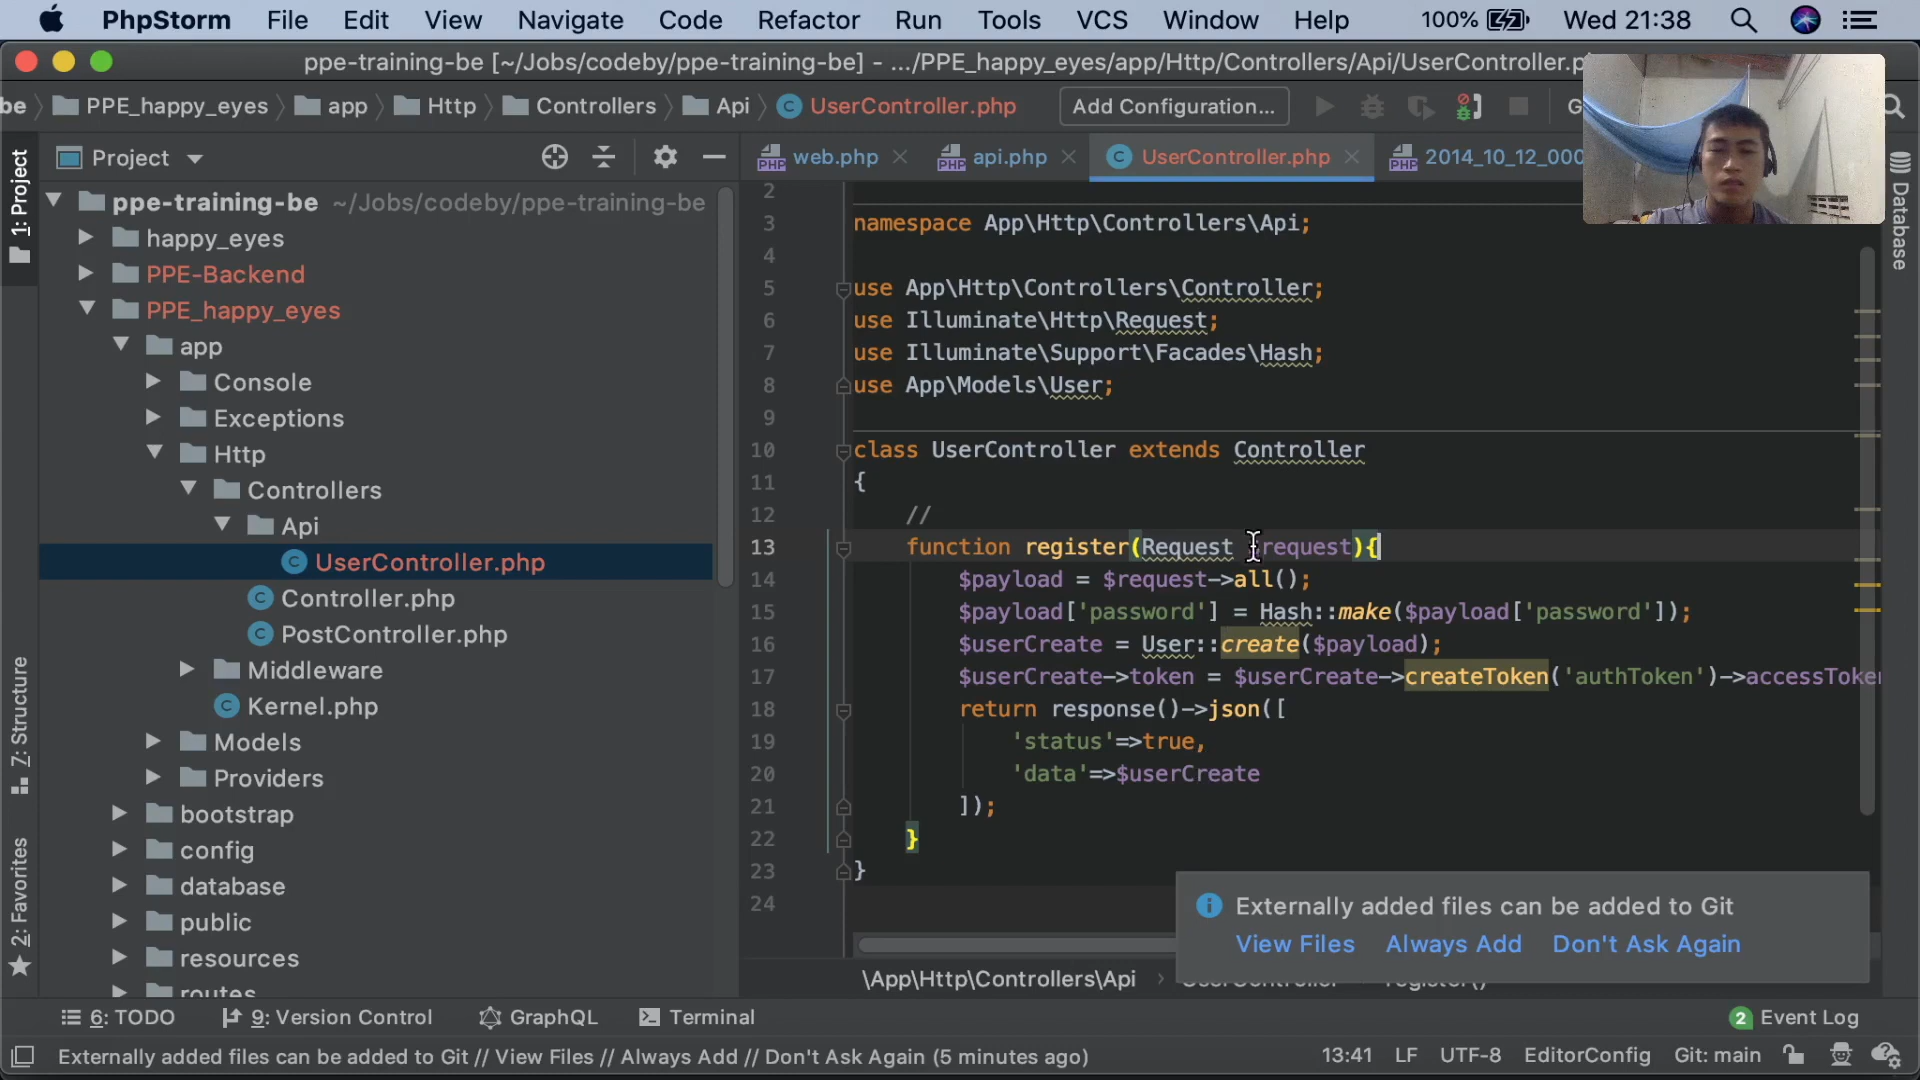 PhpStorm File Edit View Navigate Code Refactor Run Tools VCS Window Help 100% Wed 21:38
ppe-training-be [~/Jobs/codeby/ppe-training-be] - .../PPE_happy_eyes/app/Http/Controllers/Api/UserController.p
be PPE_happy_eyes app Http Controllers Api UserController.php Add Configuration... G
1: Project
Project
web.php api.php UserController.php 2014_10_12_000
Database
ppe-training-be ~/Jobs/codeby/ppe-training-be
happy_eyes
PPE-Backend
PPE_happy_eyes
app
Console
Exceptions
Http
Controllers
Api
UserController.php
Controller.php
PostController.php
Middleware
Kernel.php
Models
Providers
bootstrap
config
database
public
resources
routes
Z: Structure
2: Favorites
2
3 namespace App\Http\Controllers\Api;
4
5 use App\Http\Controllers\Controller;
6 use Illuminate\Http\Request;
7 use Illuminate\Support\Facades\Hash;
8 use App\Models\User;
9
10 class UserController extends Controller
11 {
12 //
13 function register(Request $request){
14 $payload = $request->all();
15 $payload['password'] = Hash::make($payload['password']);
16 $userCreate = User::create($payload);
17 $userCreate->token = $userCreate->createToken('authToken')->accessToken
18 return response()->json([
19 'status'=>true,
20 'data'=>$userCreate
21 ]);
22 }
23 }
24
Externally added files can be added to Git
View Files Always Add Don't Ask Again
\App\Http\Controllers\Api UserController register()
6: TODO 9: Version Control GraphQL Terminal 2 Event Log
Externally added files can be added to Git // View Files // Always Add // Don't Ask Again (5 minutes ago) 13:41 LF UTF-8 EditorConfig Git: main